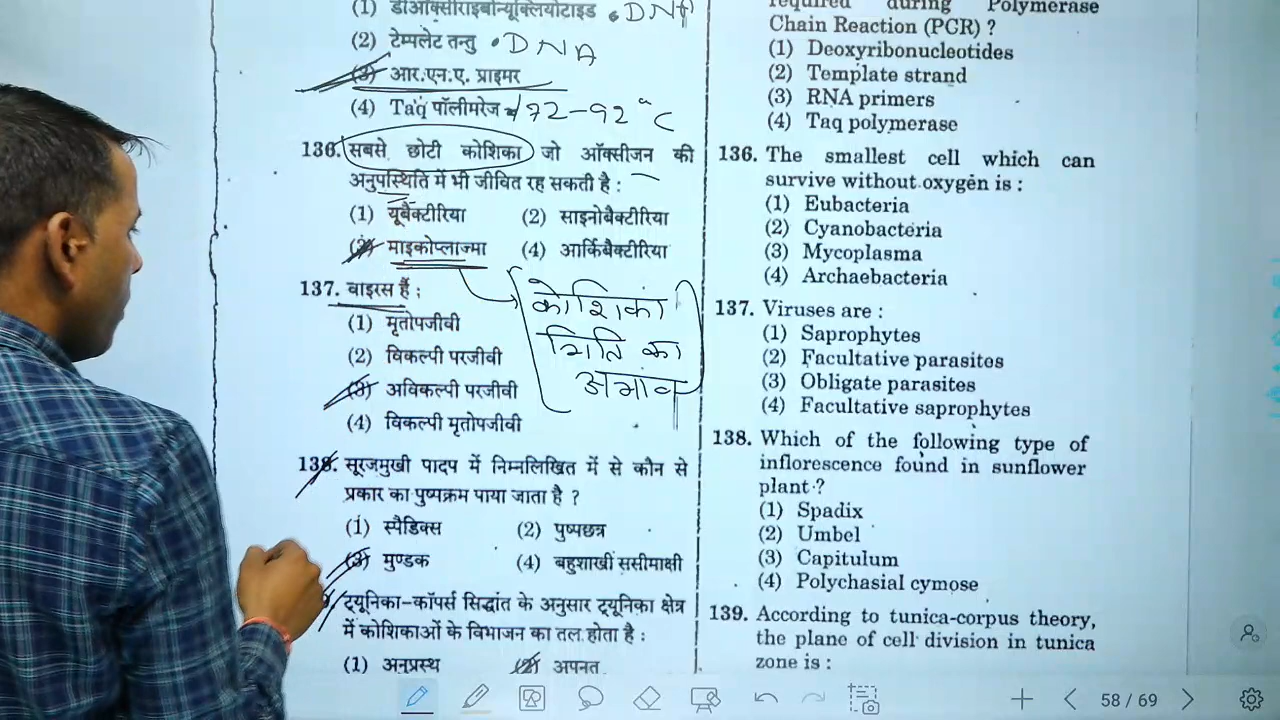 (1) डीऑक्सीराइबोन्यूक्लियोटाइड • DNA
(2) टेम्पलेट तन्तु • DNA
(3) आर.एन.ए. प्राइमर
(4) Taq पॉलीमरेज 72-92°C
136. सबसे छोटी कोशिका जो ऑक्सीजन की
अनुपस्थिति में भी जीवित रह सकती है :
(1) यूबैक्टीरिया (2) साइनोबैक्टीरिया
(3) माइकोप्लाज्मा (4) आर्किबैक्टीरिया
137. वाइरस हैं :
(1) मृतोपजीवी
(2) विकल्पी परजीवी
(3) अविकल्पी परजीवी
(4) विकल्पी मृतोपजीवी
कोशिका
भित्ति का
अभाव
138. सूरजमुखी पादप में निम्नलिखित में से कौन से
प्रकार का पुष्पक्रम पाया जाता है ?
(1) स्पैडिक्स (2) पुष्पछत्र
(3) मुण्डक (4) बहुशाखी ससीमाक्षी
ट्यूनिका-कॉपर्स सिद्धांत के अनुसार ट्यूनिका क्षेत्र
में कोशिकाओं के विभाजन का तल होता है :
(1) अनुप्रस्थ (2) अपनत
required during Polymerase
Chain Reaction (PCR) ?
(1) Deoxyribonucleotides
(2) Template strand
(3) RNA primers
(4) Taq polymerase
136. The smallest cell which can
survive without oxygen is :
(1) Eubacteria
(2) Cyanobacteria
(3) Mycoplasma
(4) Archaebacteria
137. Viruses are :
(1) Saprophytes
(2) Facultative parasites
(3) Obligate parasites
(4) Facultative saprophytes
138. Which of the following type of
inflorescence found in sunflower
plant ?
(1) Spadix
(2) Umbel
(3) Capitulum
(4) Polychasial cymose
139. According to tunica-corpus theory,
the plane of cell division in tunica
zone is :
58 / 69